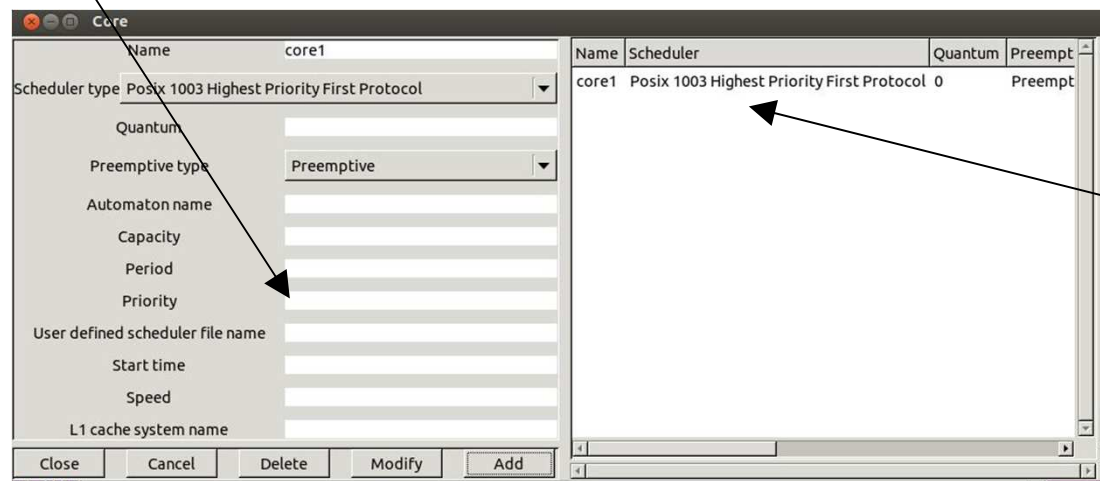 Core
Name core1
Scheduler type Posix 1003 Highest Priority First Protocol
Quantum
Preemptive type Preemptive
Automaton name
Capacity
Period
Priority
User defined scheduler file name
Start time
Speed
L1 cache system name
Close Cancel Delete Modify Add
Name Scheduler Quantum Preempt
core1 Posix 1003 Highest Priority First Protocol 0 Preempt